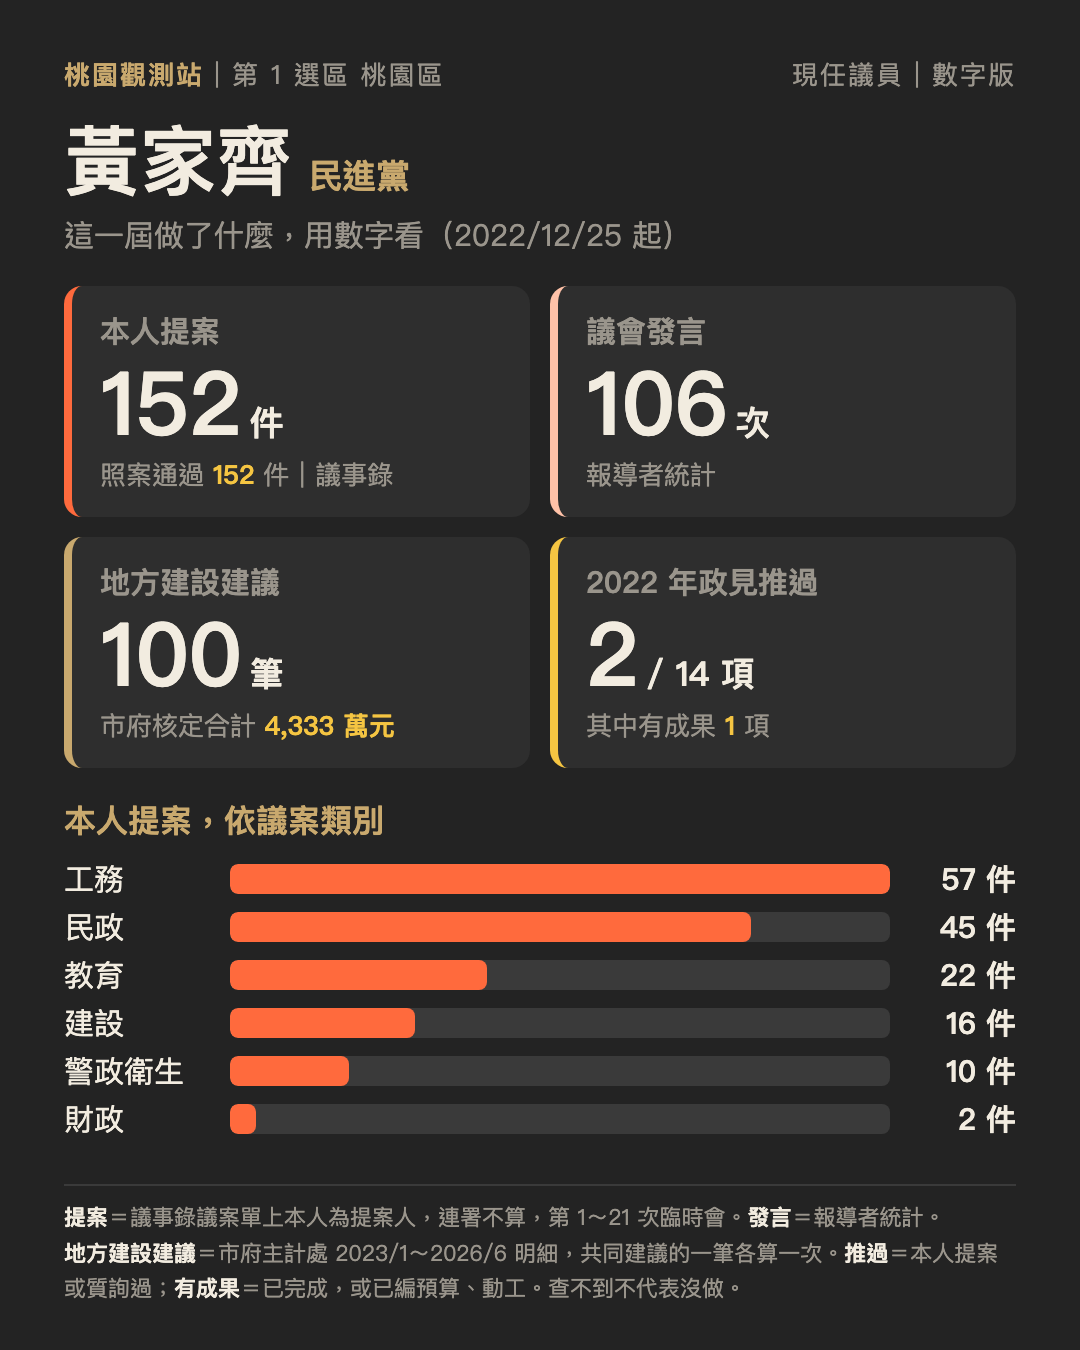 桃園觀測站｜第 1 選區 桃園區
現任議員｜數字版
黃家齊 民進黨
這一屆做了什麼，用數字看（2022/12/25 起）
本人提案
152 件
照案通過 152 件｜議事錄
議會發言
106 次
報導者統計
地方建設建議
100 筆
市府核定合計 4,333 萬元
2022 年政見推過
2 / 14 項
其中有成果 1 項
本人提案，依議案類別
工務 57 件
民政 45 件
教育 22 件
建設 16 件
警政衛生 10 件
財政 2 件
提案＝議事錄議案單上本人為提案人，連署不算，第 1～21 次臨時會。發言＝報導者統計。
地方建設建議＝市府主計處 2023/1～2026/6 明細，共同建議的一筆各算一次。推過＝本人提案
或質詢過；有成果＝已完成，或已編預算、動工。查不到不代表沒做。